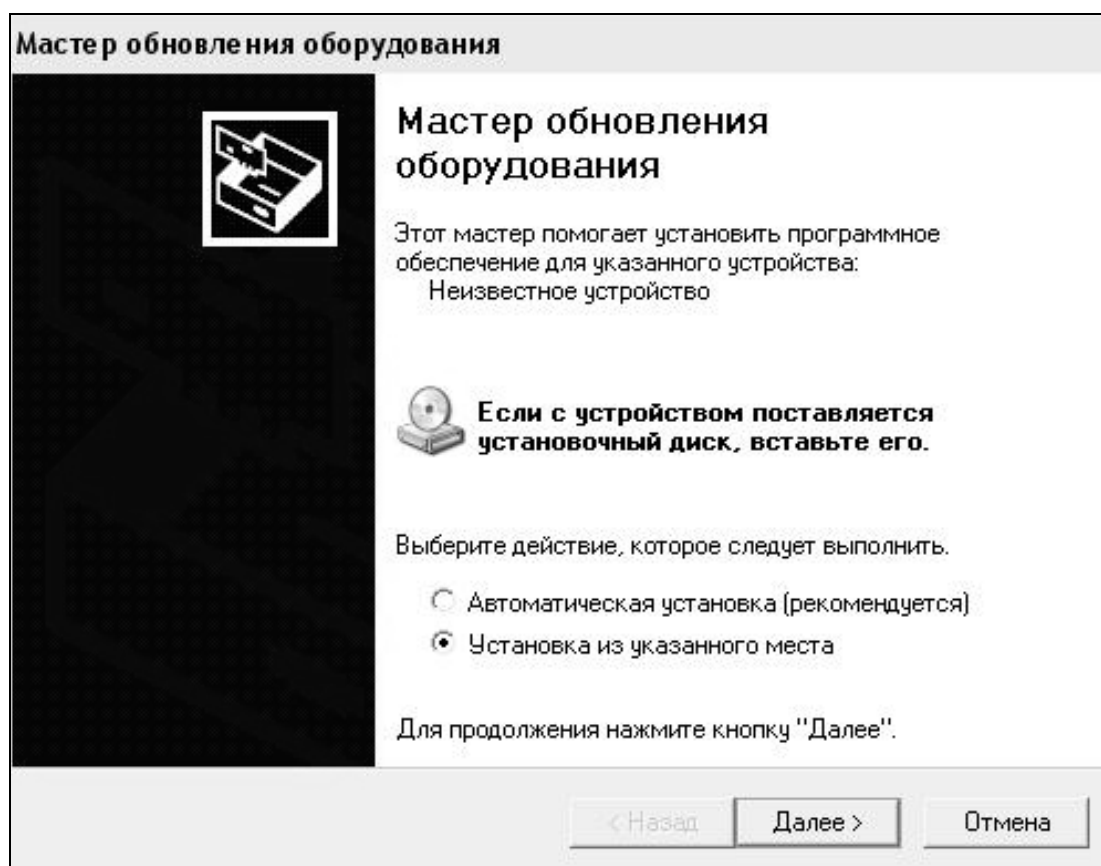 Мастер обновления оборудования
Мастер обновления
оборудования
Этот мастер помогает установить программное
обеспечение для указанного устройства:
Неизвестное устройство
Если с устройством поставляется
установочный диск, вставьте его.
Выберите действие, которое следует выполнить.
Автоматическая установка (рекомендуется)
Установка из указанного места
Для продолжения нажмите кнопку "Далее".
< Назад Далее > Отмена